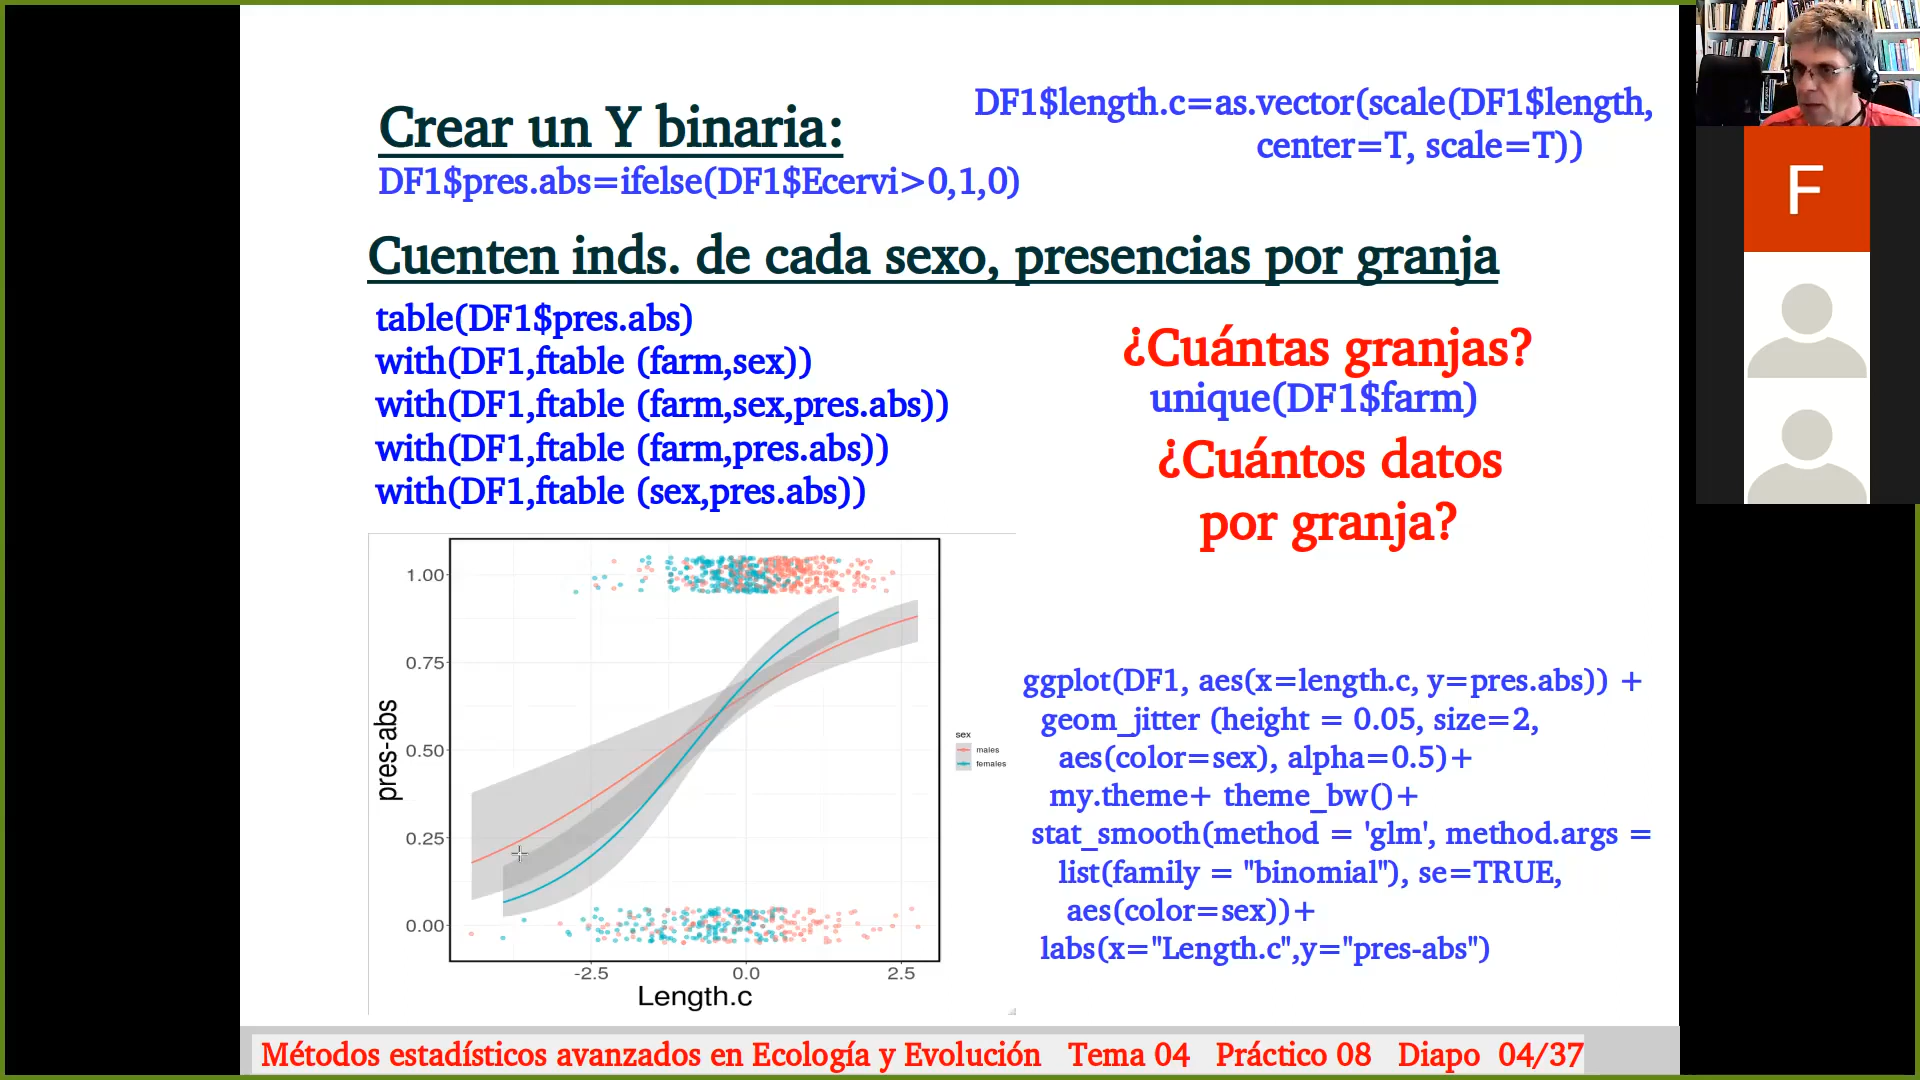 DF1$length.c=as.vector(scale(DF1$length,
center=T, scale=T))
Crear un Y binaria:
DF1$pres.abs=ifelse(DF1$Ecervi>0,1,0)
Cuenten inds. de cada sexo, presencias por granja
table(DF1$pres.abs)
with(DF1,ftable (farm,sex))
with(DF1,ftable (farm,sex,pres.abs))
with(DF1,ftable (farm,pres.abs))
with(DF1,ftable (sex,pres.abs))
¿Cuántas granjas?
unique(DF1$farm)
¿Cuántos datos
por granja?
1.00
0.75
0.50
0.25
0.00
pres-abs
-2.5 0.0 2.5
Length.c
sex
males
females
ggplot(DF1, aes(x=length.c, y=pres.abs)) +
geom_jitter (height = 0.05, size=2,
aes(color=sex), alpha=0.5)+
my.theme+ theme_bw()+
stat_smooth(method = 'glm', method.args =
list(family = "binomial"), se=TRUE,
aes(color=sex))+
labs(x="Length.c",y="pres-abs")
Métodos estadísticos avanzados en Ecología y Evolución Tema 04 Práctico 08 Diapo 04/37
F